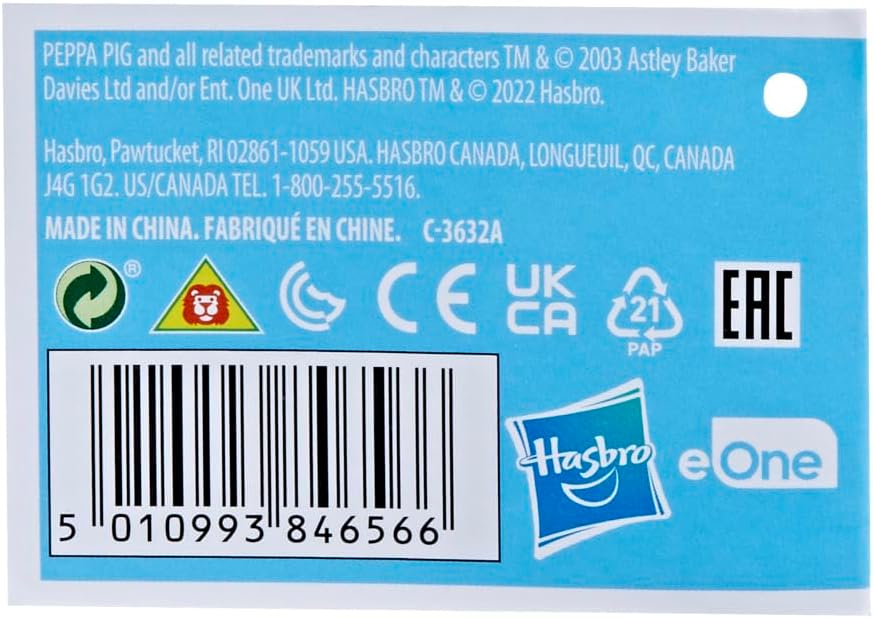 PEPPA PIG and all related trademarks and characters TM & © 2003 Astley Baker
Davies Ltd and/or Ent. One UK Ltd. HASBRO TM & © 2022 Hasbro.
Hasbro, Pawtucket, RI 02861-1059 USA. HASBRO CANADA, LONGUEUIL, QC, CANADA
J4G 1G2. US/CANADA TEL. 1-800-255-5516.
MADE IN CHINA. FABRIQUÉ EN CHINE. C-3632A
® CE UK CA 21 PAP EAC
5 010993 846566
Hasbro eOne